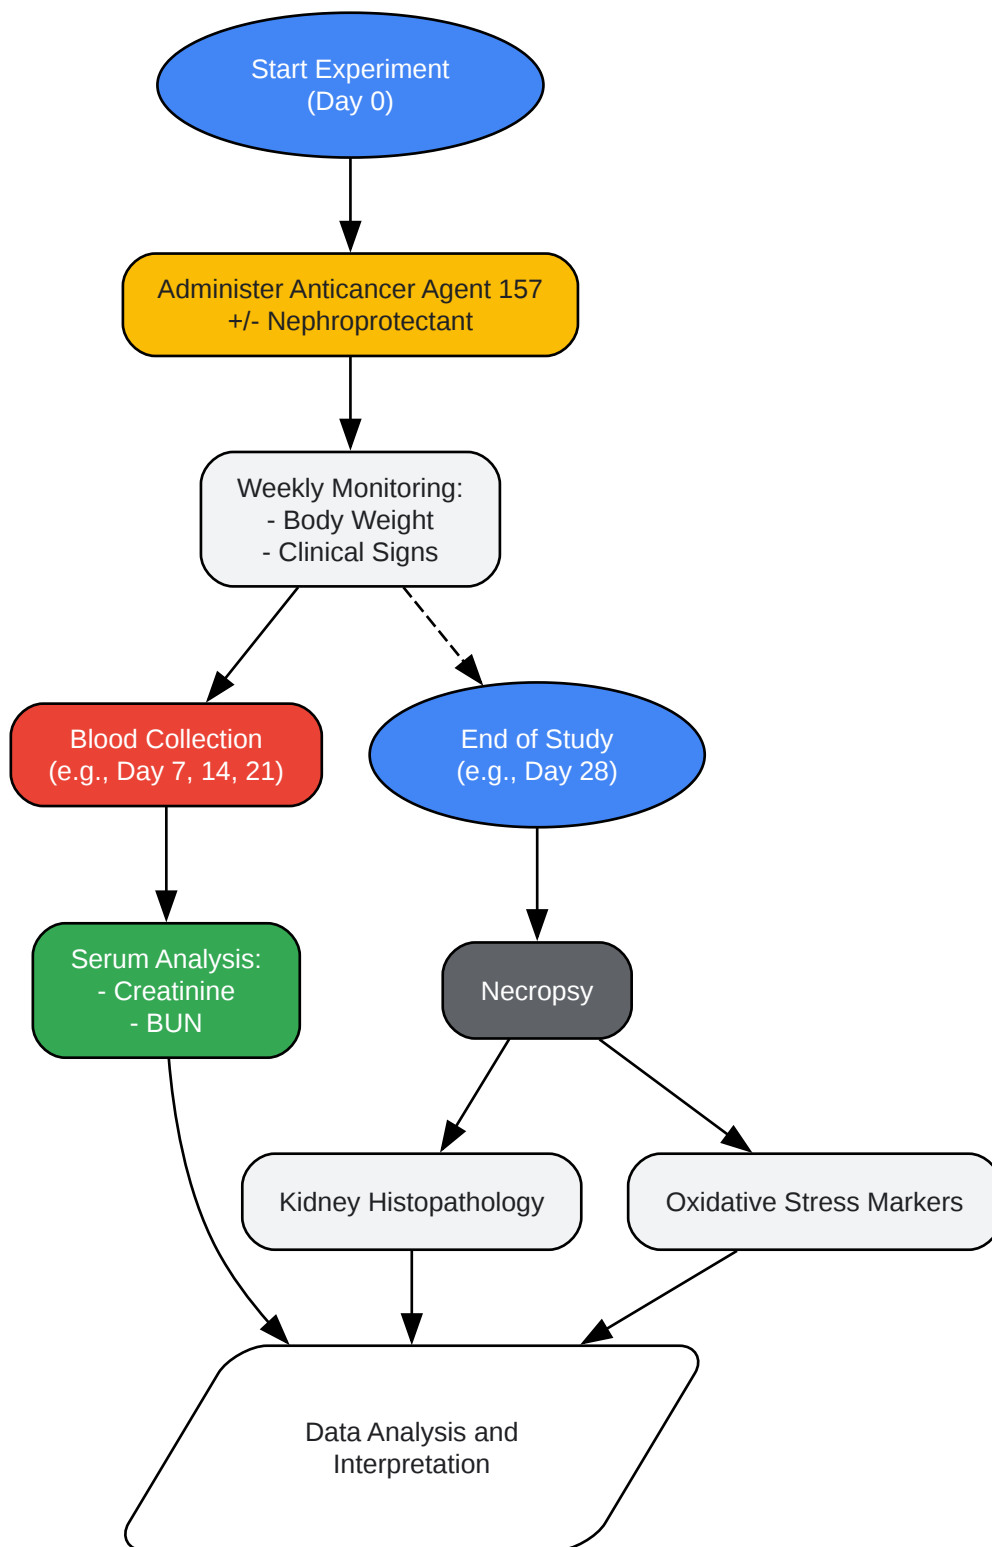 Start Experiment
(Day 0)
Administer Anticancer Agent 157
+/- Nephroprotectant
Weekly Monitoring:
- Body Weight
- Clinical Signs
Blood Collection
(e.g., Day 7, 14, 21)
End of Study
(e.g., Day 28)
Serum Analysis:
- Creatinine
- BUN
Necropsy
Kidney Histopathology
Oxidative Stress Markers
Data Analysis and
Interpretation